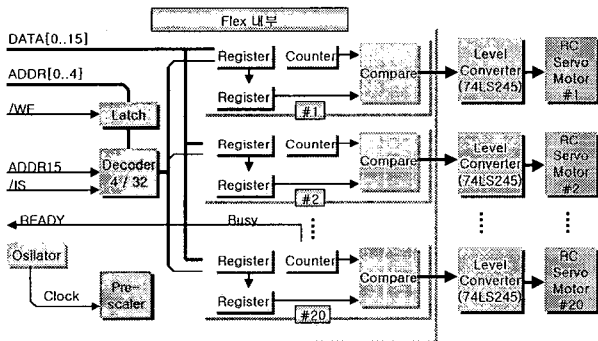 Flex 내부
DATA[0..15]
ADDR[0..4]
/WE
Latch
ADDR15
/IS
Decoder
4 / 32
READY
Busy
Osilator
Clock
Pre-
scaler
Register
Counter
Compare
Register
#1
Level
Converter
(74LS245)
RC
Servo
Motor
#1
Register
Counter
Compare
Register
#2
Level
Converter
(74LS245)
RC
Servo
Motor
#2
Register
Counter
Compare
Register
#20
Level
Converter
(74LS245)
RC
Servo
Motor
#20